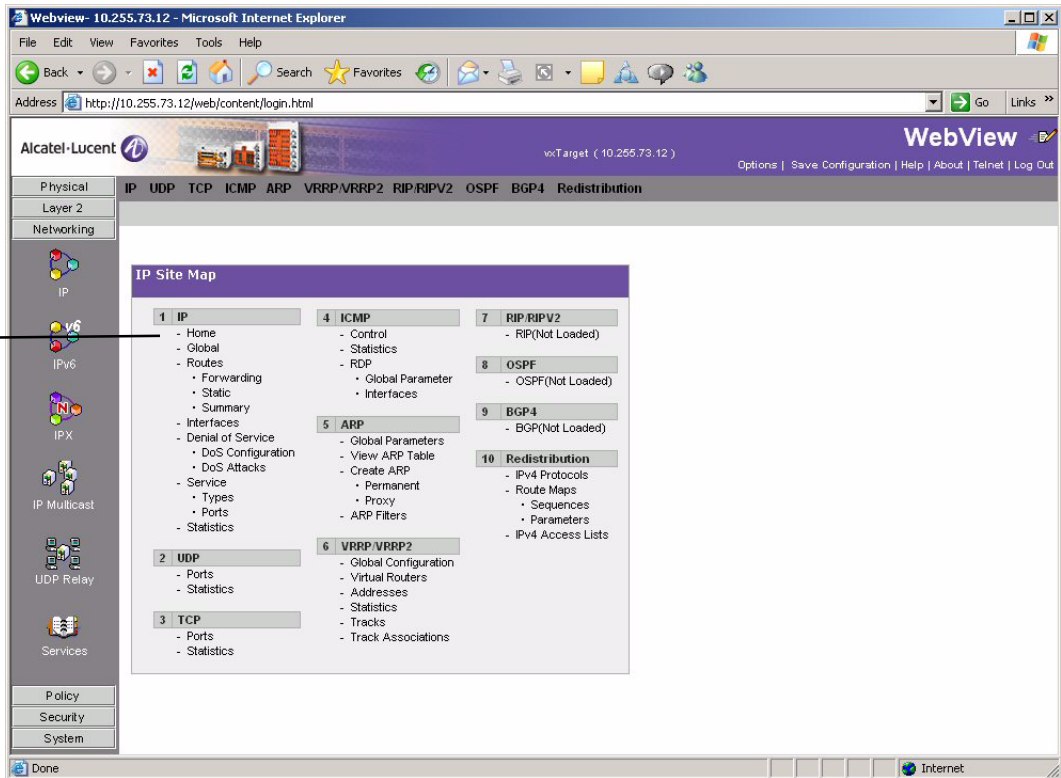 Webview- 10.255.73.12 - Microsoft Internet Explorer
File Edit View Favorites Tools Help
Back Search Favorites
Address http://10.255.73.12/web/content/login.html Go Links »
Alcatel·Lucent
vxTarget ( 10.255.73.12 )
WebView
Options | Save Configuration | Help | About | Telnet | Log Out
Physical
Layer 2
Networking
IP UDP TCP ICMP ARP VRRP/VRRP2 RIP/RIPV2 OSPF BGP4 Redistribution
IP
v6
IPv6
N
IPX
IP Multicast
UDP Relay
Services
Policy
Security
System
IP Site Map
1 IP
- Home
- Global
- Routes
• Forwarding
• Static
• Summary
- Interfaces
- Denial of Service
• DoS Configuration
• DoS Attacks
- Service
• Types
• Ports
- Statistics
2 UDP
- Ports
- Statistics
3 TCP
- Ports
- Statistics
4 ICMP
- Control
- Statistics
- RDP
• Global Parameter
• Interfaces
5 ARP
- Global Parameters
- View ARP Table
- Create ARP
• Permanent
• Proxy
- ARP Filters
6 VRRP/VRRP2
- Global Configuration
- Virtual Routers
- Addresses
- Statistics
- Tracks
- Track Associations
7 RIP/RIPV2
- RIP(Not Loaded)
8 OSPF
- OSPF(Not Loaded)
9 BGP4
- BGP(Not Loaded)
10 Redistribution
- IPv4 Protocols
- Route Maps
• Sequences
• Parameters
- IPv4 Access Lists
Done
Internet